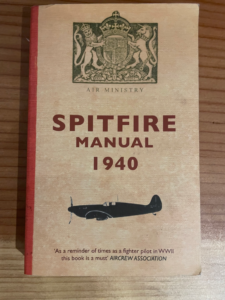 AIR MINISTRY
SPITFIRE
MANUAL
1940
'As a reminder of times as a fighter pilot in WWII
this book is a must' AIRCREW ASSOCIATION